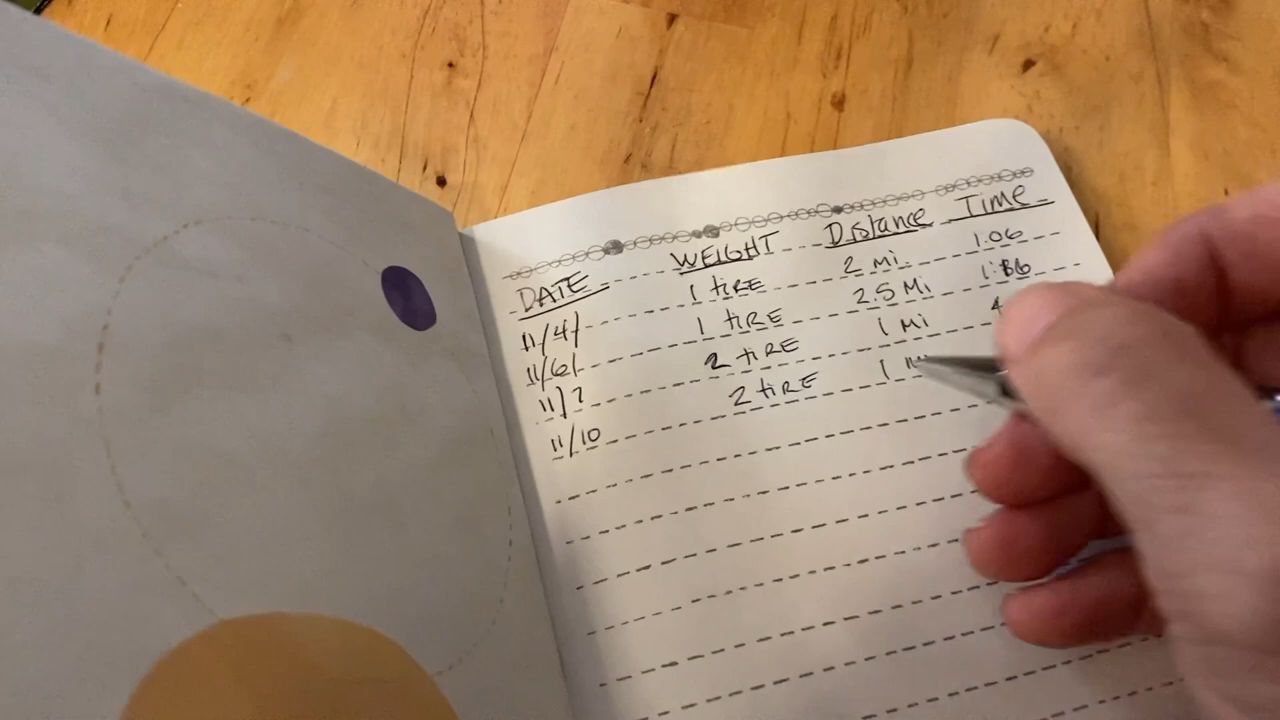 DATE WEIGHT Distance Time
11/4/ 1 tiRE 2 mi. 1.06
11/6/ 1 tiRE 2.5 Mi
11/7 2 tiRE 1 Mi
11/10 2 tiRE 1